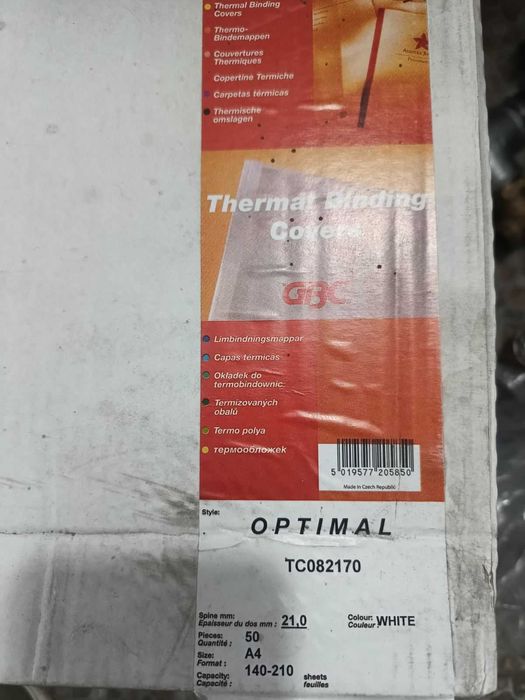 Thermal Binding
Covers
Thermo-
Bindemappen
Couvertures
Thermiques
Copertine Termiche
Carpetas térmicas
Thermische
omslagen
Thermal Binding
Covers
GBC
Limbindningsmappar
Capas térmicas
Okładek do
termobindownic
Termizovaných
obalů
Termo polya
термообложек
5 019577 205850
Made in Czech Republic
Style:
OPTIMAL
TC082170
Spine mm:
Epaisseur du dos mm : 21,0
Colour:
Couleur: WHITE
Pieces:
Quantité : 50
Size:
Format : A4
Capacity:
Capacité : 140-210 sheets
feuilles